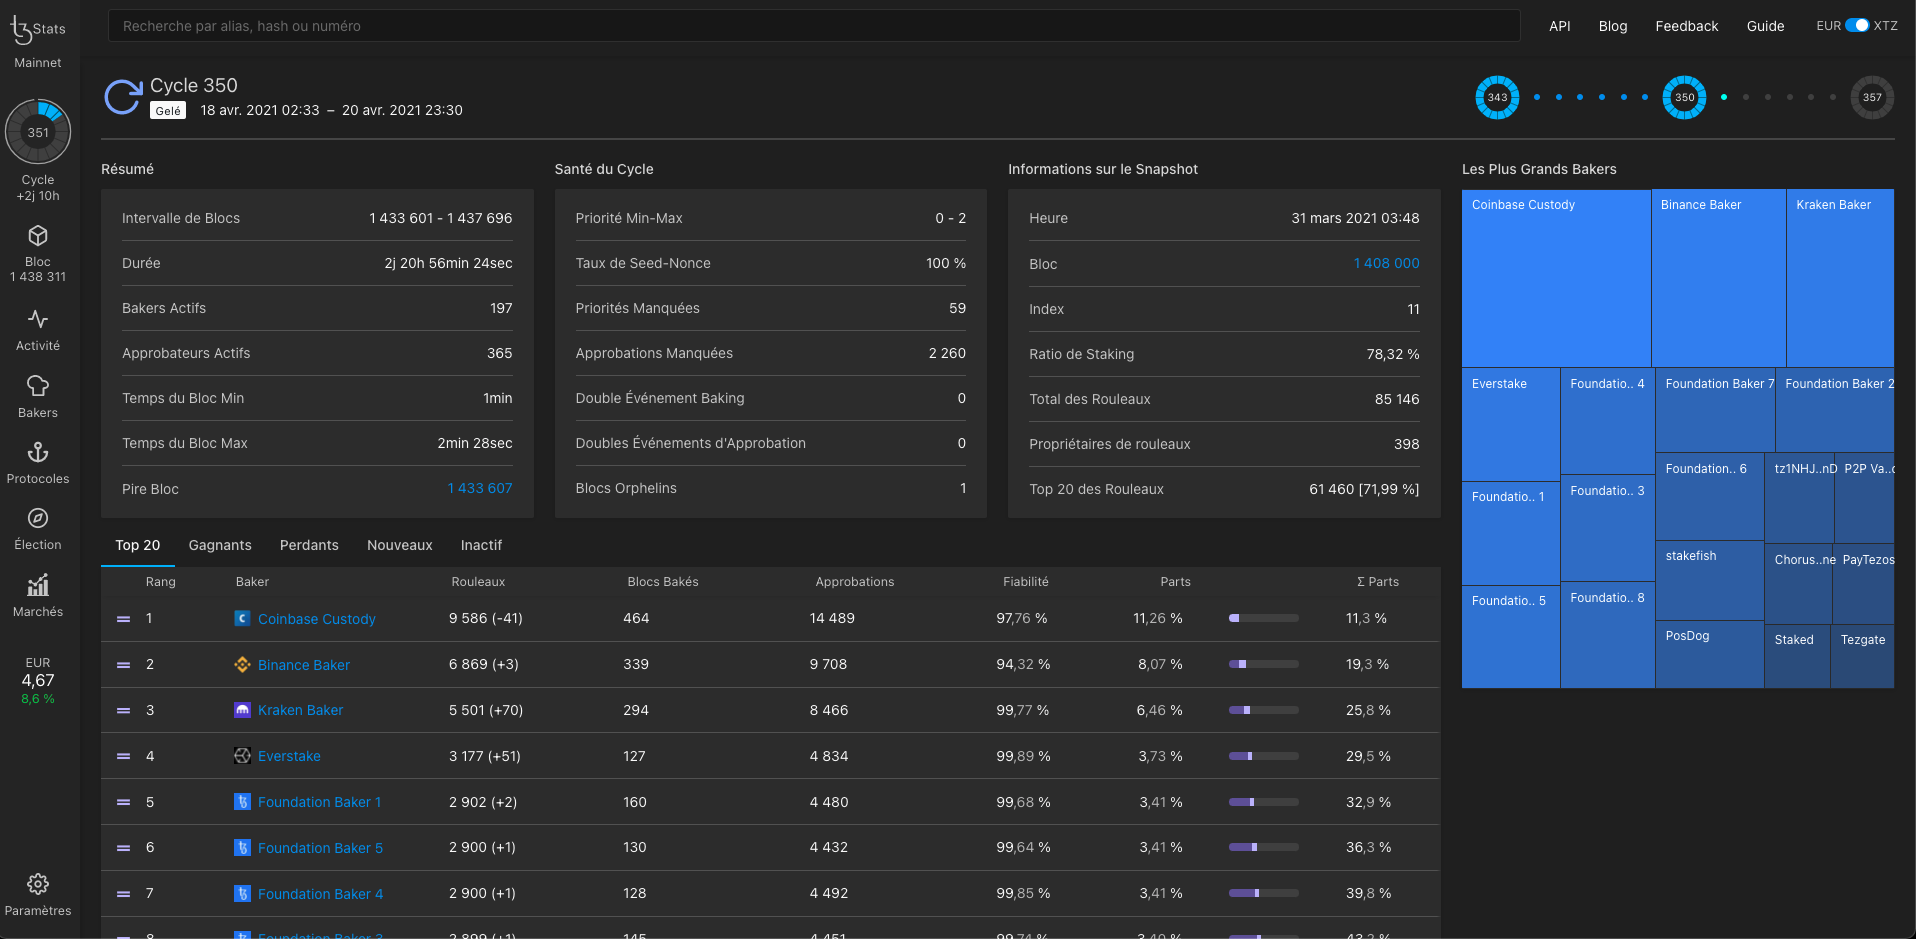 Stats
Mainnet
351
Cycle
+2j 10h
Bloc
1 438 311
Activité
Bakers
Protocoles
Élection
Marchés
EUR
4,67
8,6 %
Paramètres
Recherche par alias, hash ou numéro
API Blog Feedback Guide EUR XTZ
Cycle 350
Gelé 18 avr. 2021 02:33 – 20 avr. 2021 23:30
343 350 357
Résumé
Intervalle de Blocs 1 433 601 - 1 437 696
Durée 2j 20h 56min 24sec
Bakers Actifs 197
Approbateurs Actifs 365
Temps du Bloc Min 1min
Temps du Bloc Max 2min 28sec
Pire Bloc 1 433 607
Santé du Cycle
Priorité Min-Max 0 - 2
Taux de Seed-Nonce 100 %
Priorités Manquées 59
Approbations Manquées 2 260
Double Événement Baking 0
Doubles Événements d'Approbation 0
Blocs Orphelins 1
Informations sur le Snapshot
Heure 31 mars 2021 03:48
Bloc 1 408 000
Index 11
Ratio de Staking 78,32 %
Total des Rouleaux 85 146
Propriétaires de rouleaux 398
Top 20 des Rouleaux 61 460 [71,99 %]
Les Plus Grands Bakers
Coinbase Custody Binance Baker Kraken Baker
Everstake Foundatio.. 4 Foundation Baker 7 Foundation Baker 2
Foundation.. 6 tz1NHJ..nD P2P Va..
Foundatio.. 1 Foundatio.. 3
stakefish Chorus..ne PayTezos
Foundatio.. 5 Foundatio.. 8
PosDog Staked Tezgate
Top 20 Gagnants Perdants Nouveaux Inactif
Rang Baker Rouleaux Blocs Bakés Approbations Fiabilité Parts Σ Parts
1 Coinbase Custody 9 586 (-41) 464 14 489 97,76 % 11,26 % 11,3 %
2 Binance Baker 6 869 (+3) 339 9 708 94,32 % 8,07 % 19,3 %
3 Kraken Baker 5 501 (+70) 294 8 466 99,77 % 6,46 % 25,8 %
4 Everstake 3 177 (+51) 127 4 834 99,89 % 3,73 % 29,5 %
5 Foundation Baker 1 2 902 (+2) 160 4 480 99,68 % 3,41 % 32,9 %
6 Foundation Baker 5 2 900 (+1) 130 4 432 99,64 % 3,41 % 36,3 %
7 Foundation Baker 4 2 900 (+1) 128 4 492 99,85 % 3,41 % 39,8 %
8 Foundation Baker 3 2 899 (+1) 145 4 451 99,74 % 3,40 % 43,2 %